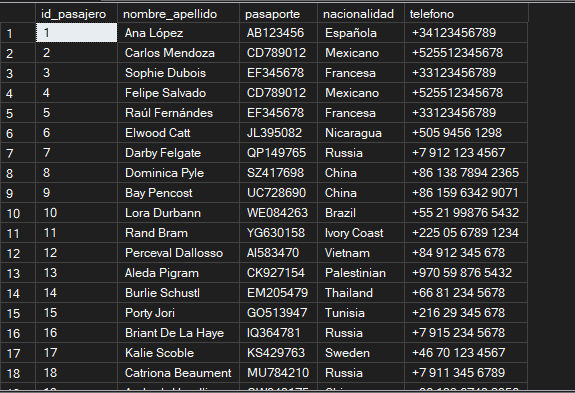 id_pasajero nombre_apellido pasaporte nacionalidad telefono
1 1 Ana López AB123456 Española +34123456789
2 2 Carlos Mendoza CD789012 Mexicano +525512345678
3 3 Sophie Dubois EF345678 Francesa +33123456789
4 4 Felipe Salvado CD789012 Mexicano +525512345678
5 5 Raúl Fernándes EF345678 Francesa +33123456789
6 6 Elwood Catt JL395082 Nicaragua +505 9456 1298
7 7 Darby Felgate QP149765 Russia +7 912 123 4567
8 8 Dominica Pyle SZ417698 China +86 138 7894 2365
9 9 Bay Pencost UC728690 China +86 159 6342 9071
10 10 Lora Durbann WE084263 Brazil +55 21 99876 5432
11 11 Rand Bram YG630158 Ivory Coast +225 05 6789 1234
12 12 Perceval Dallosso AI583470 Vietnam +84 912 345 678
13 13 Aleda Pigram CK927154 Palestinian +970 59 876 5432
14 14 Burlie Schustl EM205479 Thailand +66 81 234 5678
15 15 Porty Jori GO513947 Tunisia +216 29 345 678
16 16 Briant De La Haye IQ364781 Russia +7 915 234 5678
17 17 Kalie Scoble KS429763 Sweden +46 70 123 4567
18 18 Catriona Beaument MU784210 Russia +7 911 345 6789